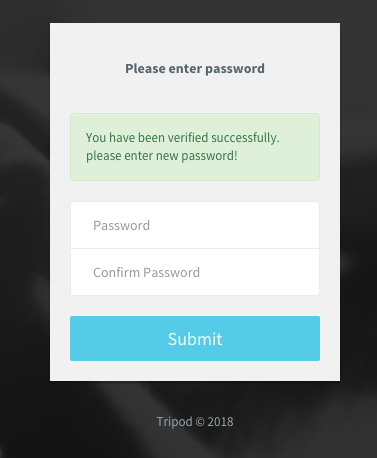 Please enter password
You have been verified successfully.
please enter new password!
Password
Confirm Password
Submit
Tripod © 2018